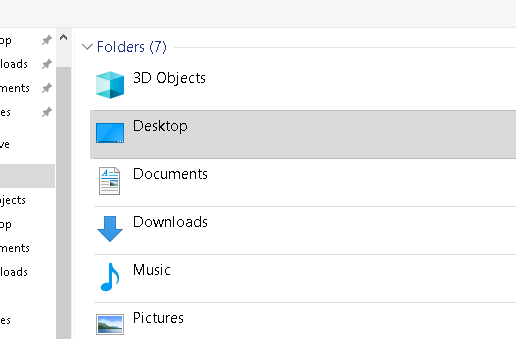 Folders (7)
3D Objects
Desktop
Documents
Downloads
Music
Pictures
op
loads
ments
es
ve
jects
op
ments
loads
es